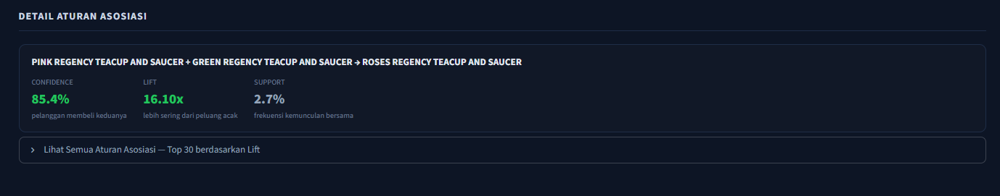 DETAIL ATURAN ASOSIASI
PINK REGENCY TEACUP AND SAUCER + GREEN REGENCY TEACUP AND SAUCER → ROSES REGENCY TEACUP AND SAUCER
CONFIDENCE LIFT SUPPORT
85.4% 16.10x 2.7%
pelanggan membeli keduanya lebih sering dari peluang acak frekuensi kemunculan bersama
Lihat Semua Aturan Asosiasi — Top 30 berdasarkan Lift